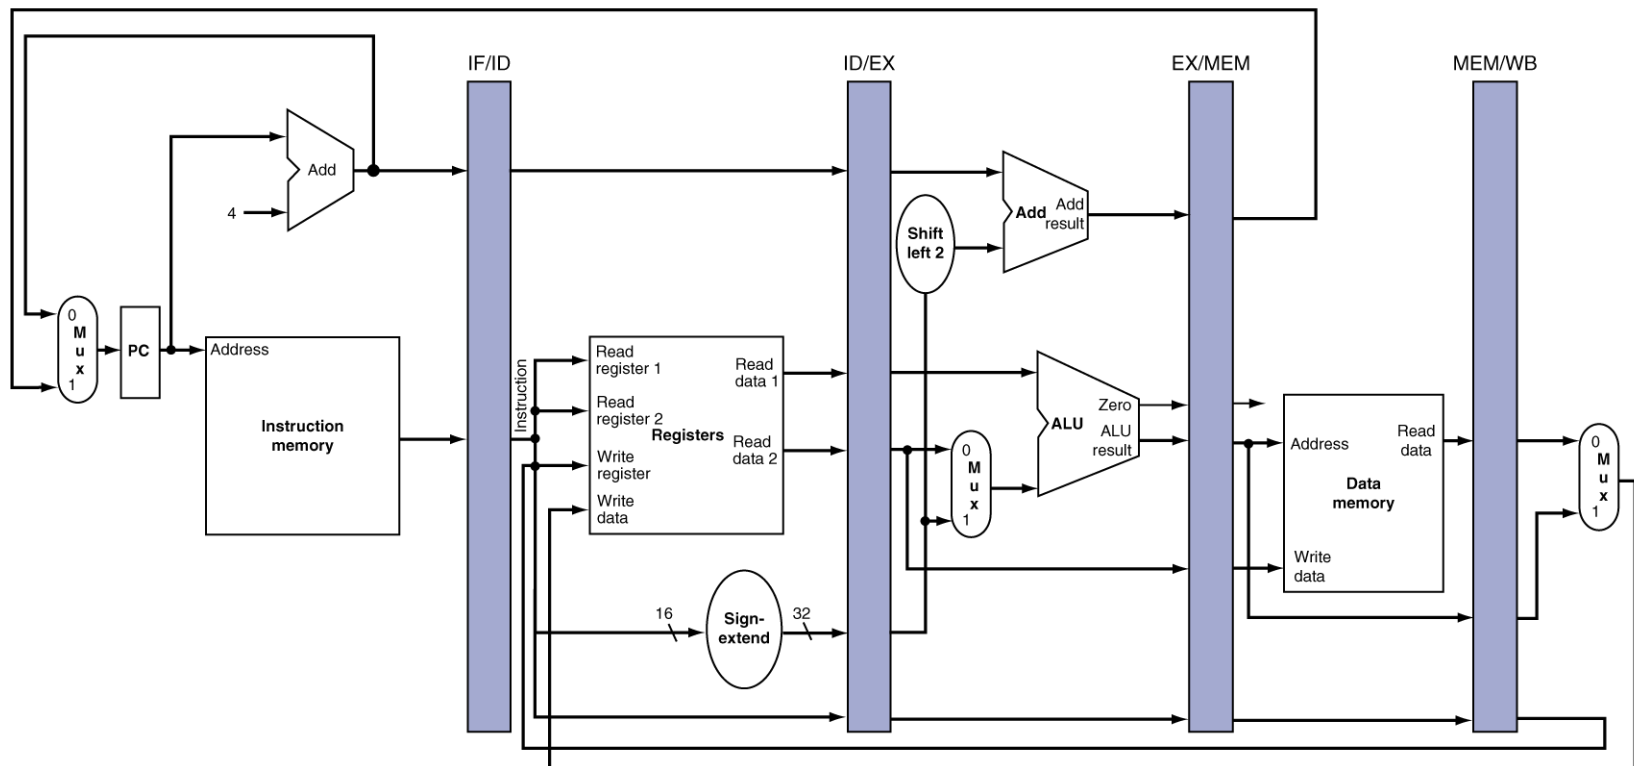 IF/ID
ID/EX
EX/MEM
MEM/WB
Add
4
Shift
left 2
Add
Add
result
0
M
u
x
1
PC
Address
Instruction
memory
Instruction
Read
register 1
Read
register 2
Write
register
Write
data
Registers
Read
data 1
Read
data 2
0
M
u
x
1
ALU
Zero
ALU
result
Address
Read
data
Data
memory
Write
data
0
M
u
x
1
16
Sign-
extend
32